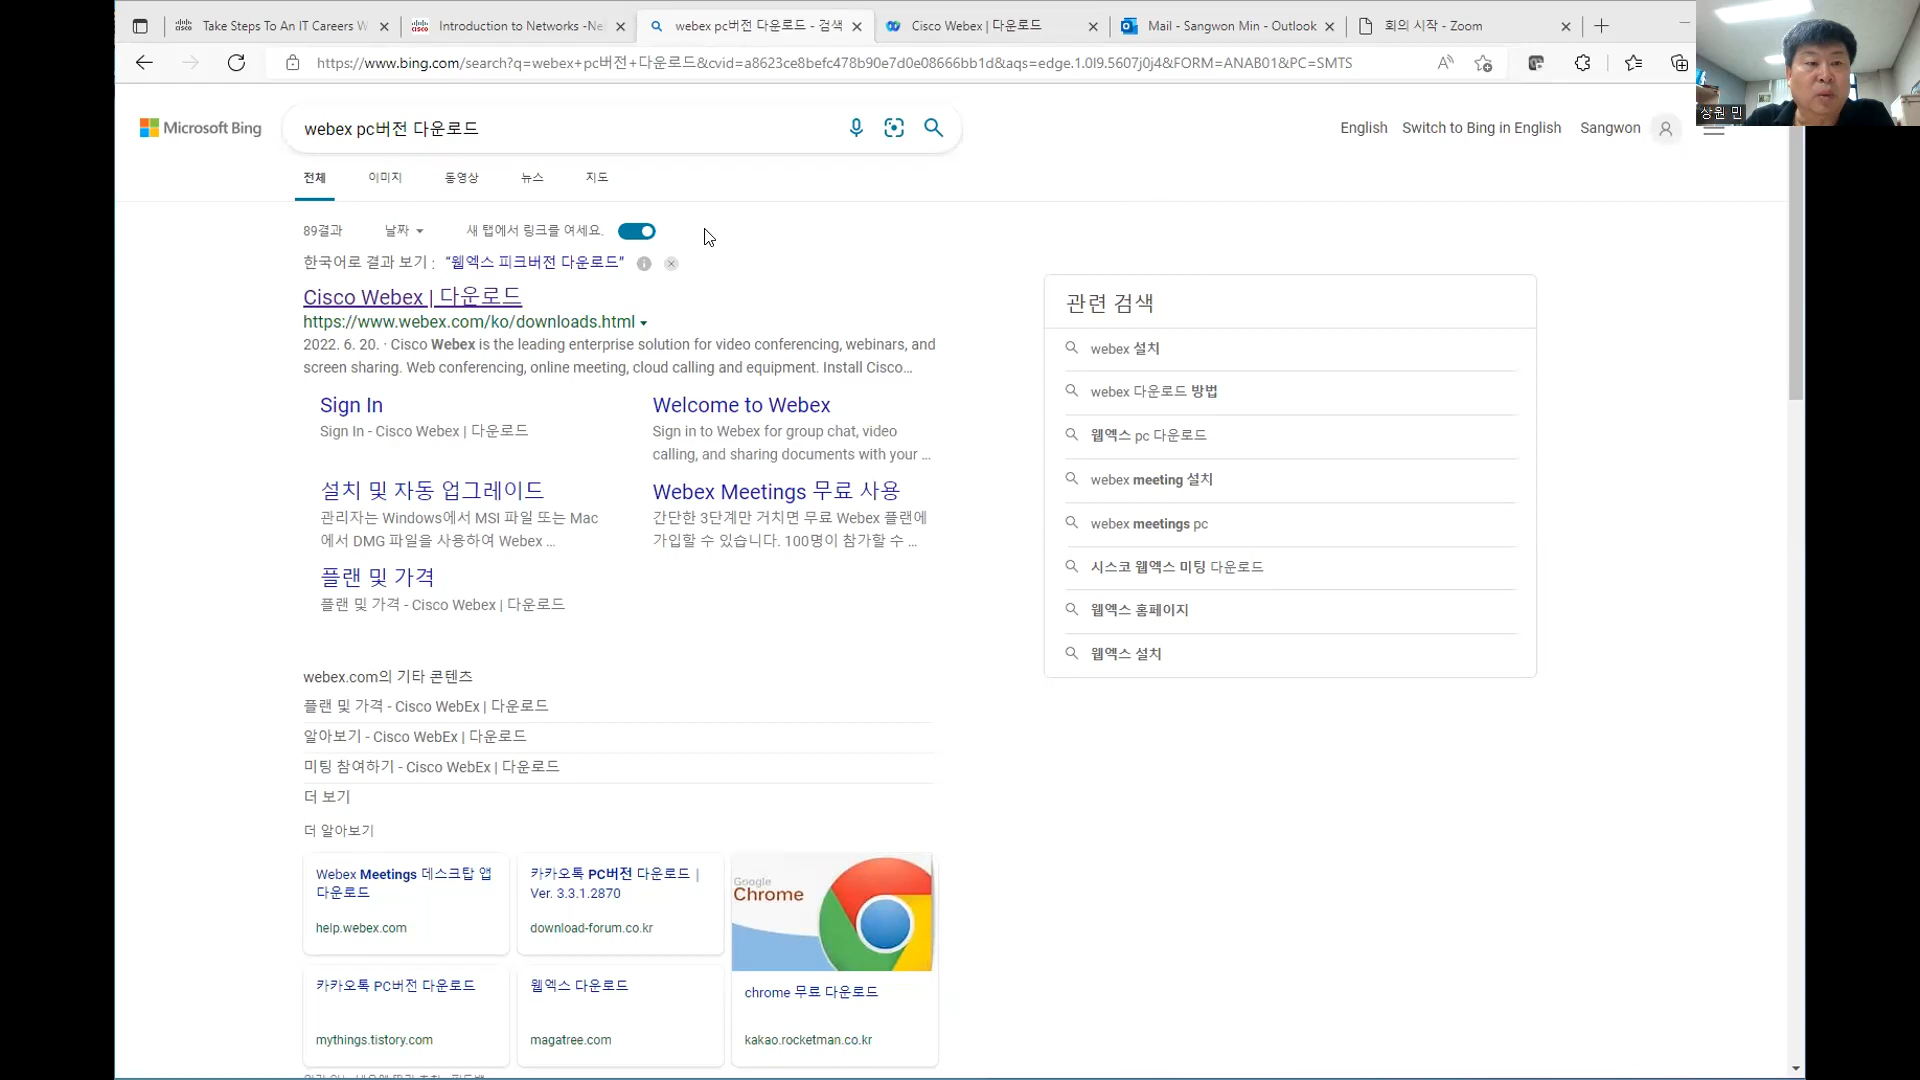 Take Steps To An IT Careers W
Introduction to Networks -Ne
webex pc버전 다운로드 - 검색
Cisco Webex | 다운로드
Mail - Sangwon Min - Outlook
회의 시작 - Zoom
https://www.bing.com/search?q=webex+pc버전+다운로드&cvid=a8623ce8befc478b90e7d0e08666bb1d&aqs=edge.1.0l9.5607j0j4&FORM=ANAB01&PC=SMTS
상원 민
Microsoft Bing
webex pc버전 다운로드
English
Switch to Bing in English
Sangwon
전체
이미지
동영상
뉴스
지도
89결과
날짜
새 탭에서 링크를 여세요.
한국어로 결과 보기 : "웹엑스 피크버전 다운로드"
Cisco Webex | 다운로드
https://www.webex.com/ko/downloads.html
2022. 6. 20. · Cisco Webex is the leading enterprise solution for video conferencing, webinars, and
screen sharing. Web conferencing, online meeting, cloud calling and equipment. Install Cisco...
Sign In
Sign In - Cisco Webex | 다운로드
Welcome to Webex
Sign in to Webex for group chat, video
calling, and sharing documents with your ...
설치 및 자동 업그레이드
관리자는 Windows에서 MSI 파일 또는 Mac
에서 DMG 파일을 사용하여 Webex ...
Webex Meetings 무료 사용
간단한 3단계만 거치면 무료 Webex 플랜에
가입할 수 있습니다. 100명이 참가할 수 ...
플랜 및 가격
플랜 및 가격 - Cisco Webex | 다운로드
webex.com의 기타 콘텐츠
플랜 및 가격 - Cisco WebEx | 다운로드
알아보기 - Cisco WebEx | 다운로드
미팅 참여하기 - Cisco WebEx | 다운로드
더 보기
더 알아보기
Webex Meetings 데스크탑 앱
다운로드
help.webex.com
카카오톡 PC버전 다운로드 |
Ver. 3.3.1.2870
download-forum.co.kr
Google
Chrome
chrome 무료 다운로드
kakao.rocketman.co.kr
카카오톡 PC버전 다운로드
mythings.tistory.com
웹엑스 다운로드
magatree.com
관련 검색
webex 설치
webex 다운로드 방법
웹엑스 pc 다운로드
webex meeting 설치
webex meetings pc
시스코 웹엑스 미팅 다운로드
웹엑스 홈페이지
웹엑스 설치